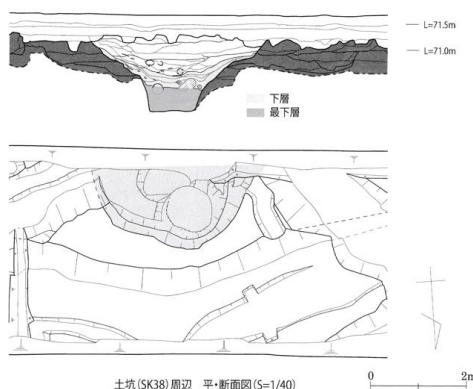 L=71.5m
L=71.0m
下層
最下層
土坑(SK38)周辺 平・断面図(S=1/40)
0 2m